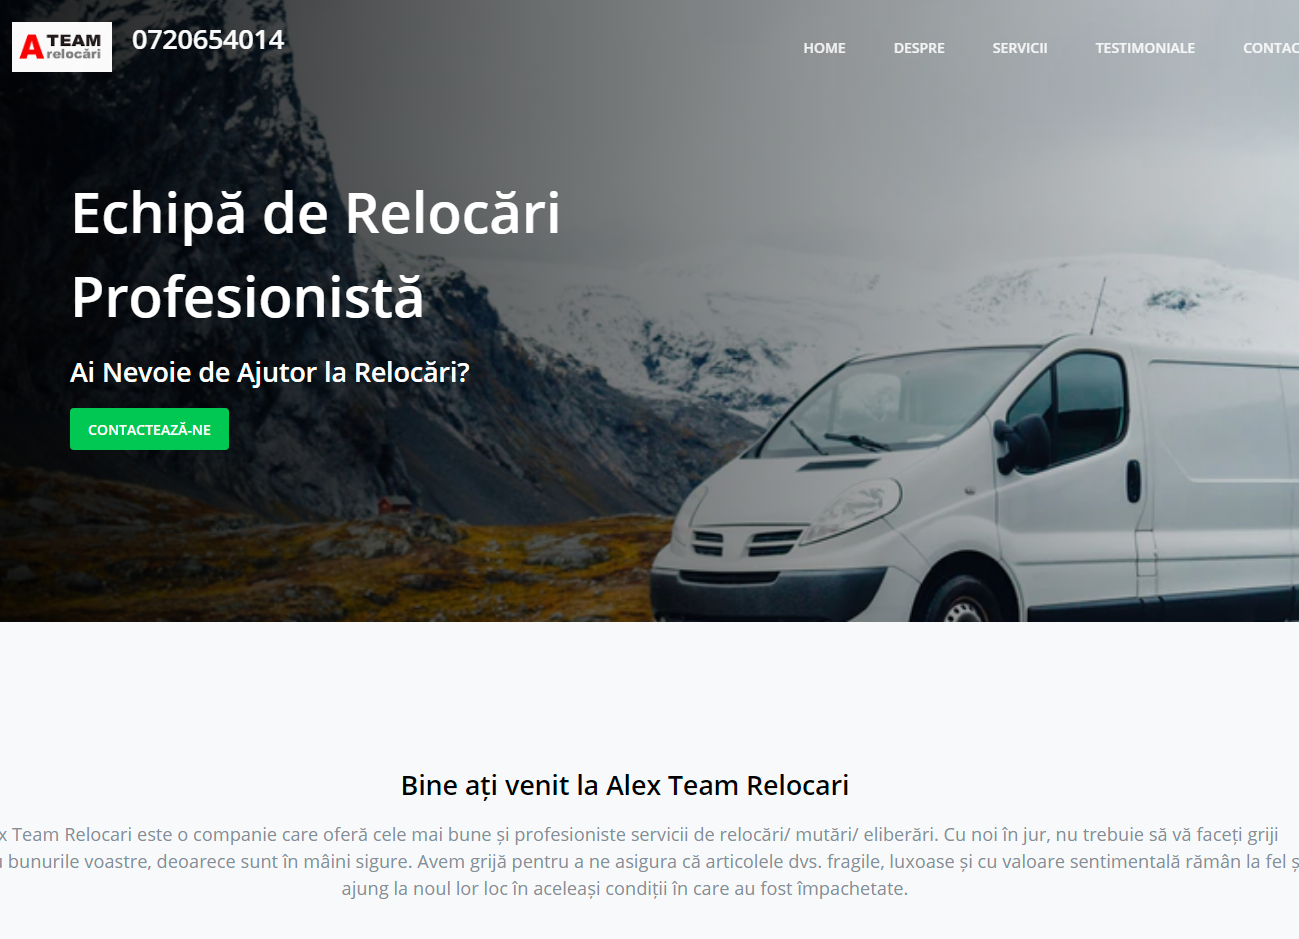 A TEAM
relocări
0720654014
HOME DESPRE SERVICII TESTIMONIALE CONTAC
Echipă de Relocări
Profesionistă
Ai Nevoie de Ajutor la Relocări?
CONTACTEAZĂ-NE
Bine ați venit la Alex Team Relocari
x Team Relocari este o companie care oferă cele mai bune și profesioniste servicii de relocări/ mutări/ eliberări. Cu noi în jur, nu trebuie să vă faceți griji
bunurile voastre, deoarece sunt în mâini sigure. Avem grijă pentru a ne asigura că articolele dvs. fragile, luxoase și cu valoare sentimentală rămân la fel ș
ajung la noul lor loc în aceleași condiții în care au fost împachetate.